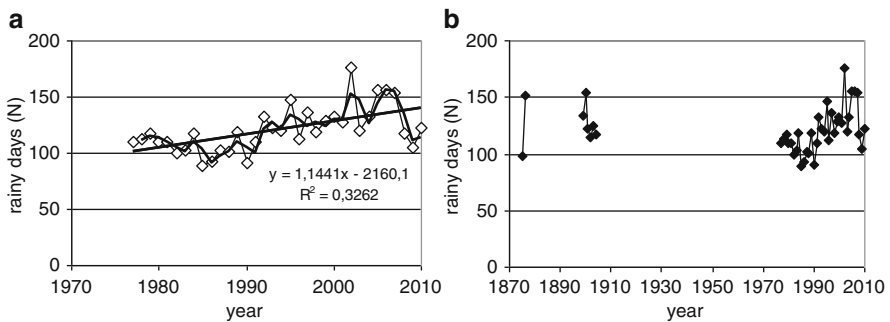 a
200
150
100
50
0
rainy days (N)
y = 1,1441x - 2160,1
R² = 0,3262
1970 1980 1990 2000 2010
year
b
200
150
100
50
0
rainy days (N)
1870 1890 1910 1930 1950 1970 1990 2010
year